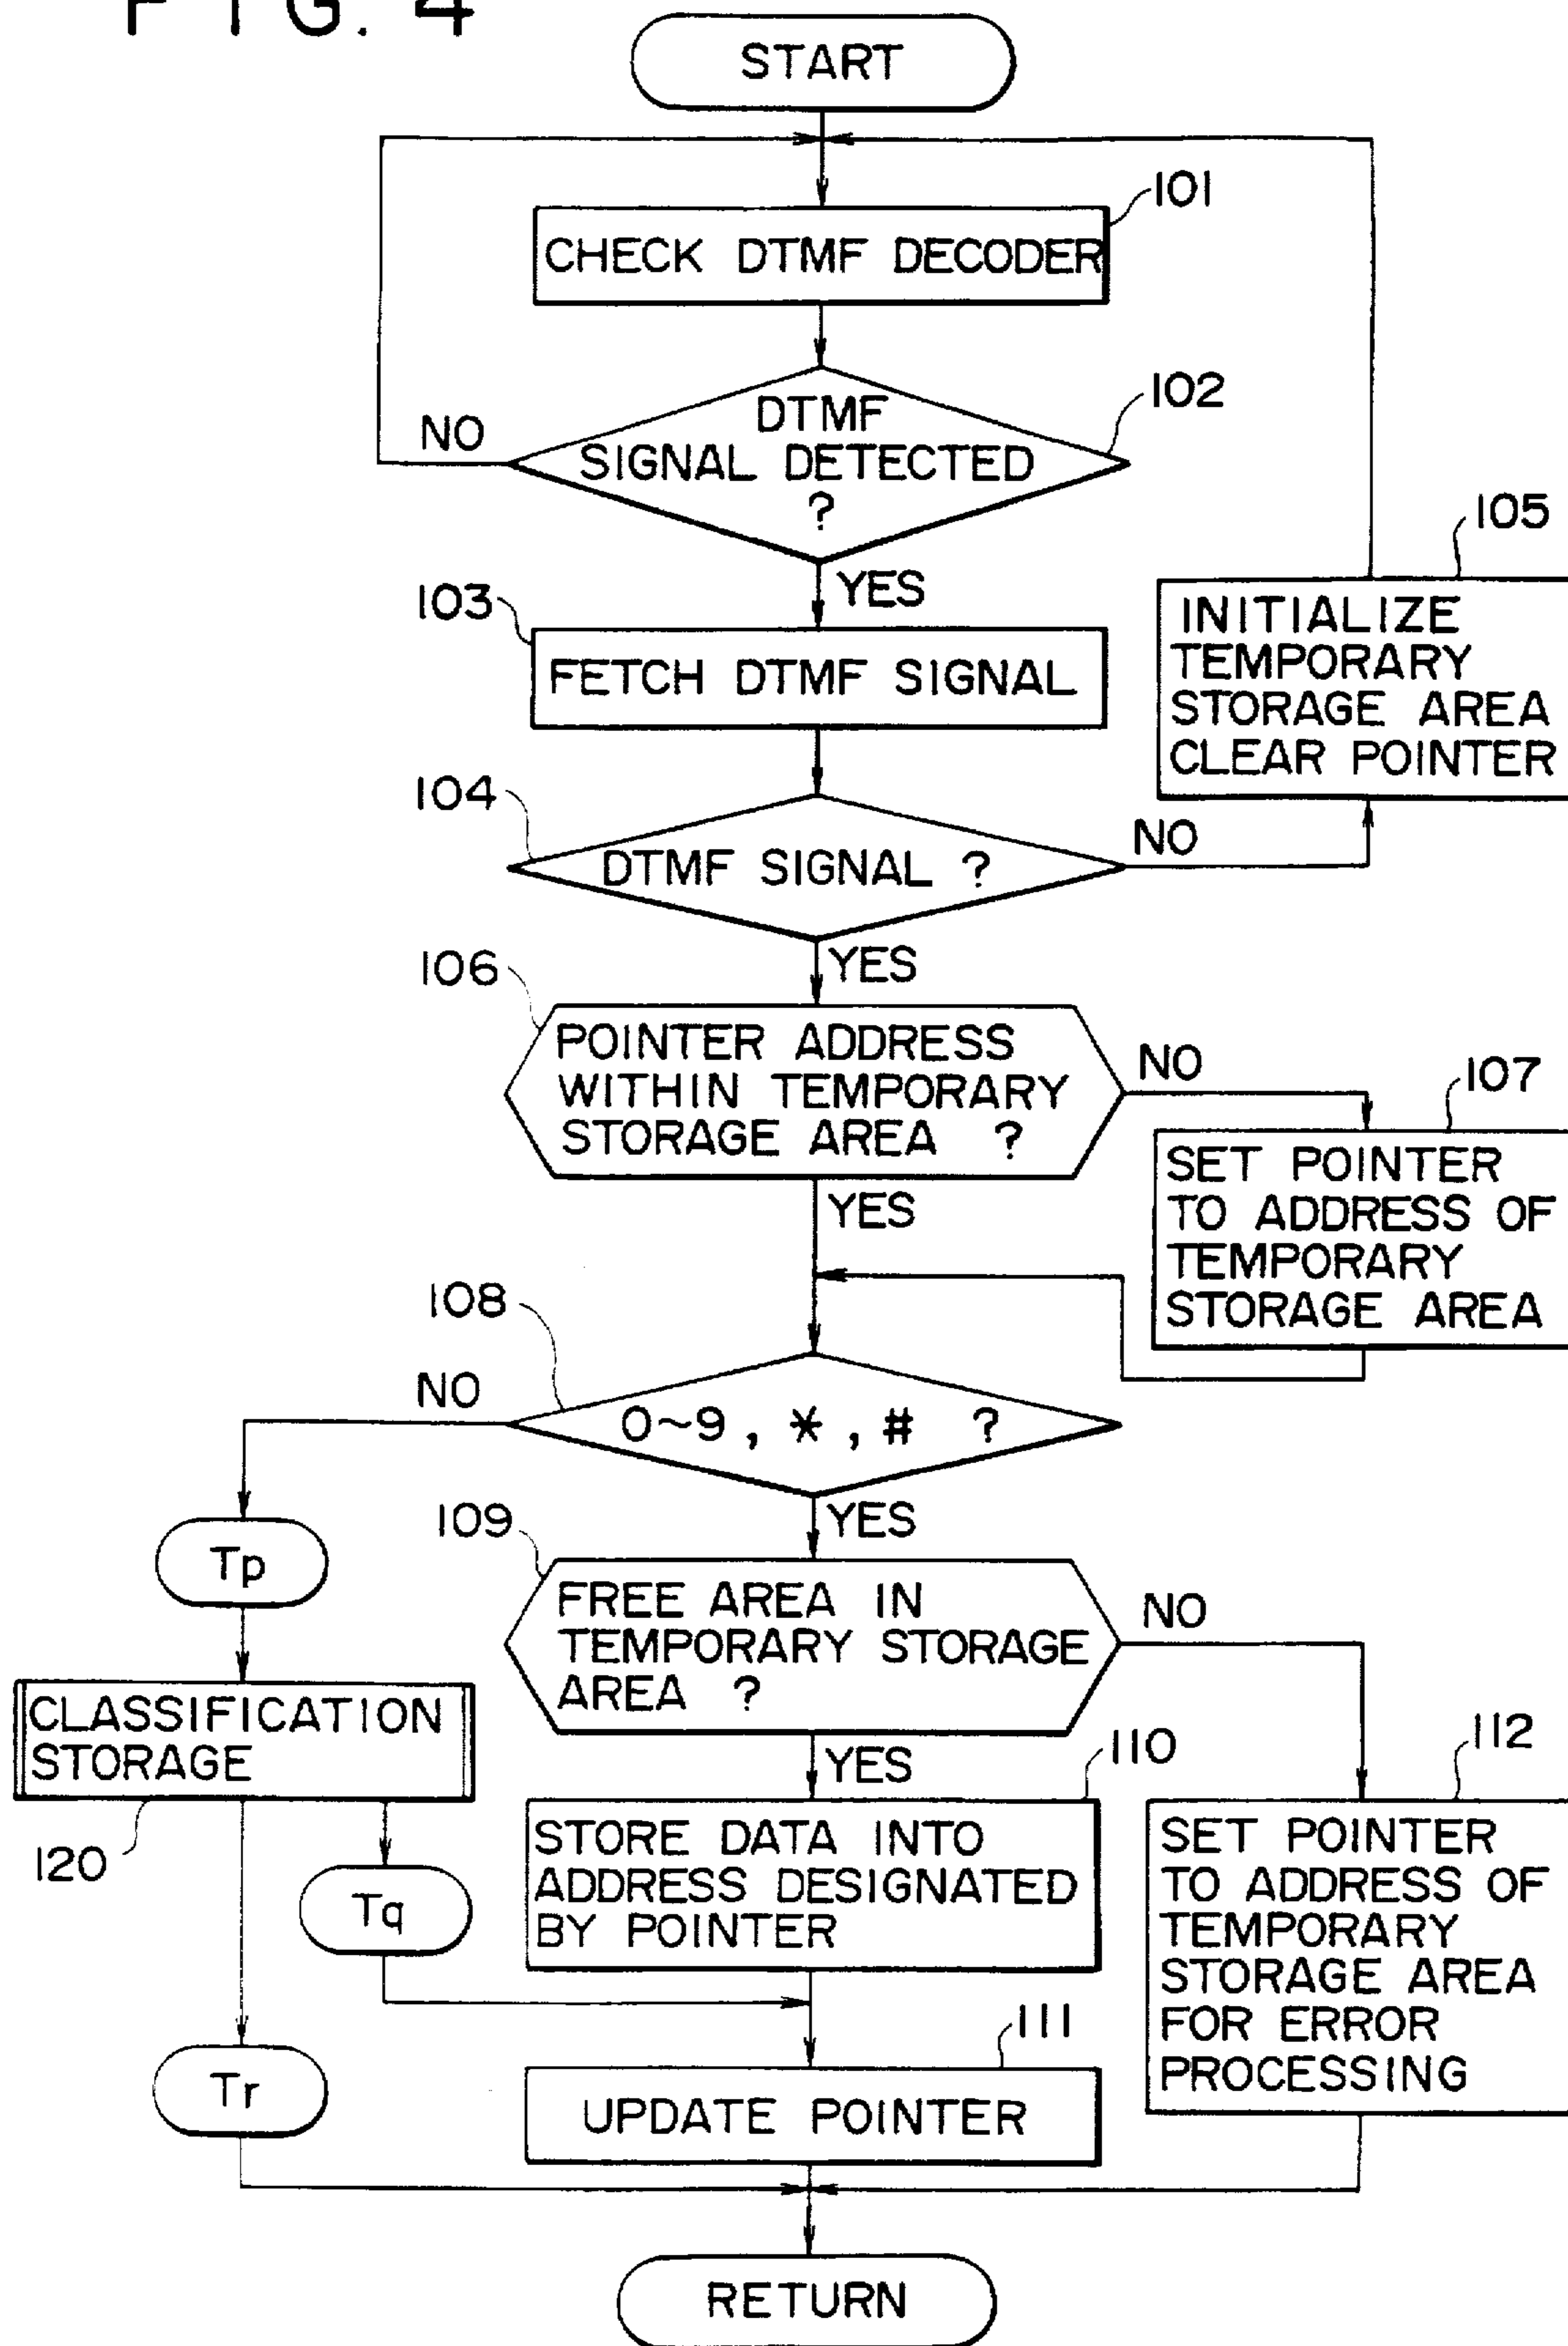 FIG. 4
START
101
CHECK DTMF DECODER
102
DTMF
SIGNAL DETECTED
?
NO
YES
105
INITIALIZE
TEMPORARY
STORAGE AREA
CLEAR POINTER
103
FETCH DTMF SIGNAL
104
DTMF SIGNAL ?
NO
YES
106
POINTER ADDRESS
WITHIN TEMPORARY
STORAGE AREA ?
NO
YES
107
SET POINTER
TO ADDRESS OF
TEMPORARY
STORAGE AREA
108
NO
0~9, *, # ?
YES
Tp
109
FREE AREA IN
TEMPORARY STORAGE
AREA ?
NO
YES
CLASSIFICATION
STORAGE
120
Tq
Tr
110
STORE DATA INTO
ADDRESS DESIGNATED
BY POINTER
112
SET POINTER
TO ADDRESS OF
TEMPORARY
STORAGE AREA
FOR ERROR
PROCESSING
111
UPDATE POINTER
RETURN